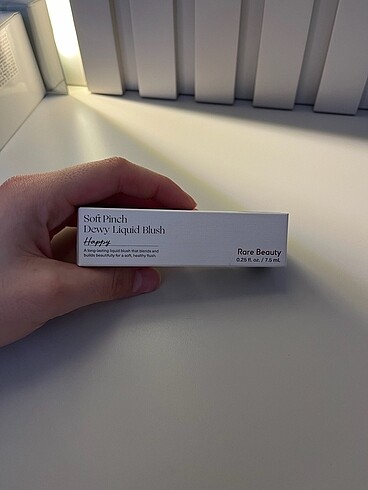 Soft Pinch
Dewy Liquid Blush
Happy
A long-lasting liquid blush that blends and
builds beautifully for a soft, healthy flush.
Rare Beauty
0.25 fl. oz. / 7.5 mL